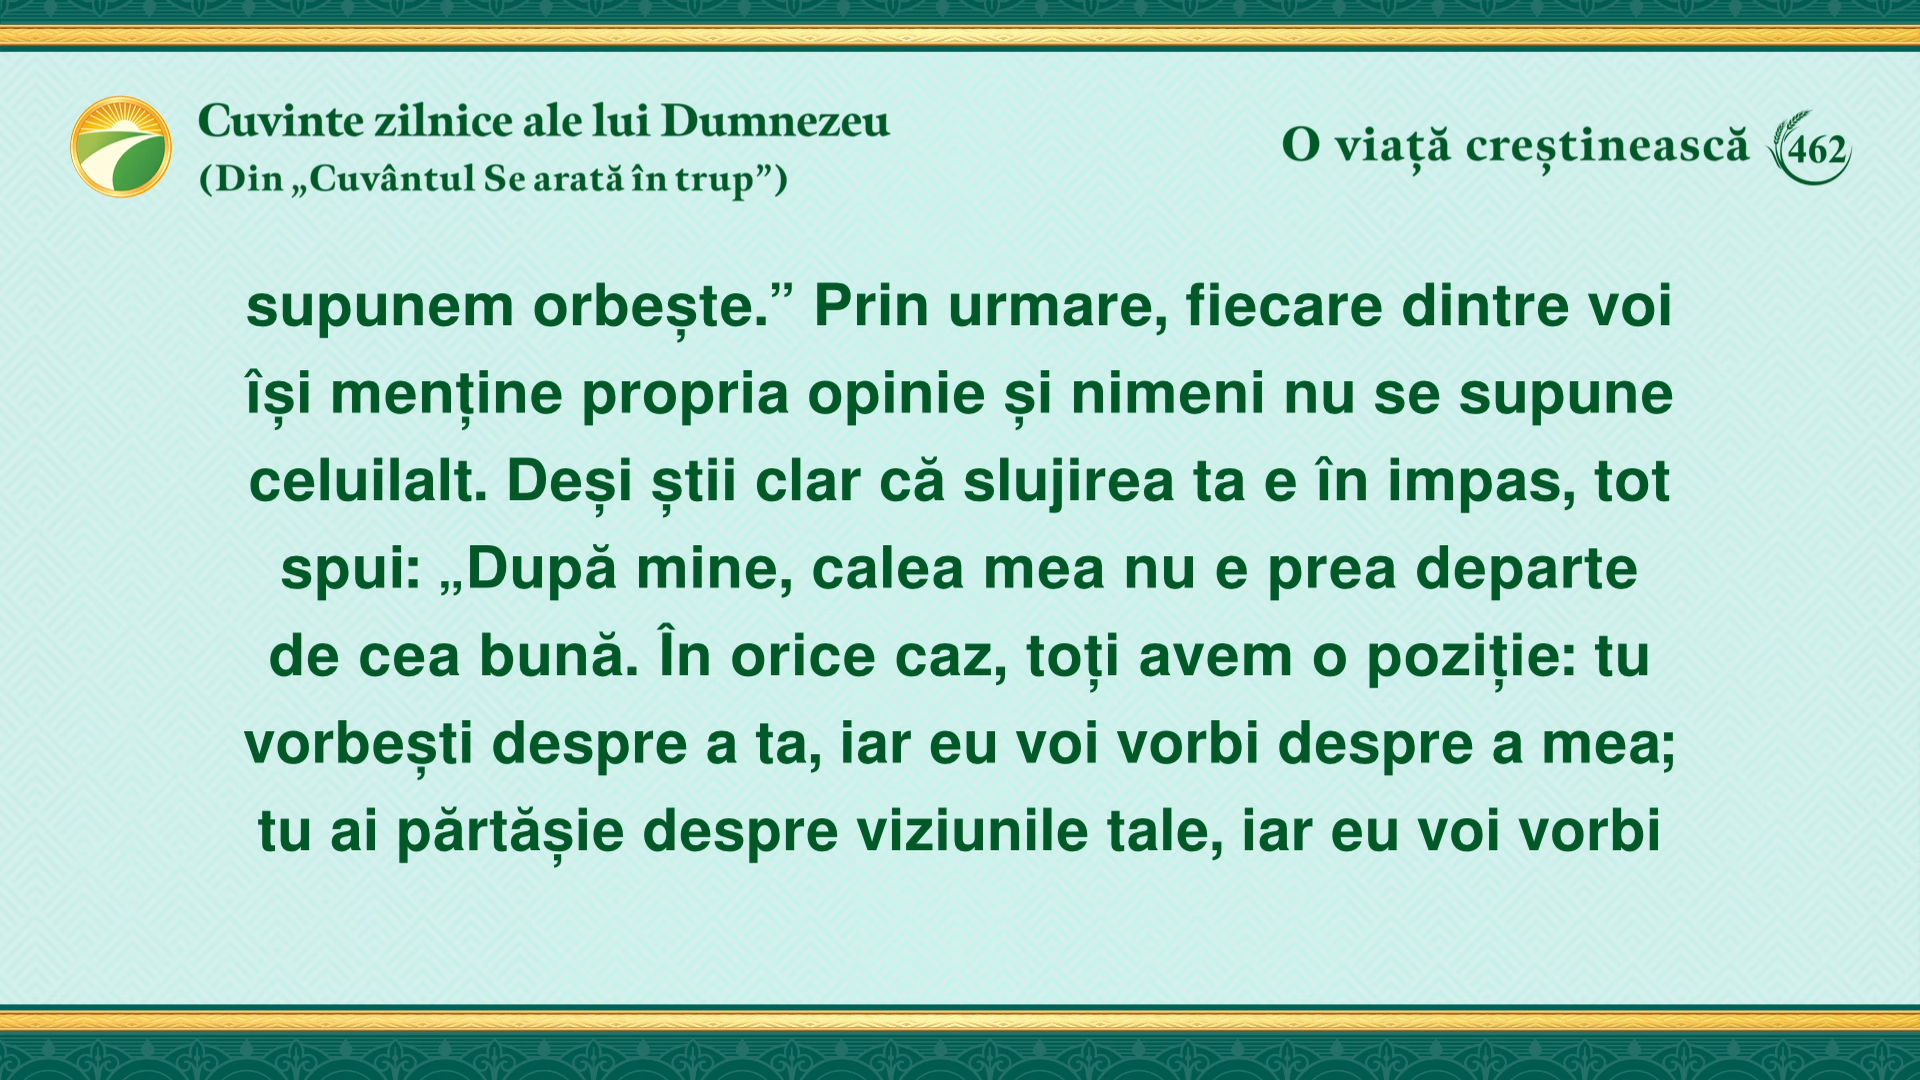 Cuvinte zilnice ale lui Dumnezeu
(Din „Cuvântul Se arată în trup”)
O viață creștinească 462
supunem orbește.” Prin urmare, fiecare dintre voi
își menține propria opinie și nimeni nu se supune
celuilalt. Deși știi clar că slujirea ta e în impas, tot
spui: „După mine, calea mea nu e prea departe
de cea bună. În orice caz, toți avem o poziție: tu
vorbești despre a ta, iar eu voi vorbi despre a mea;
tu ai părtășie despre viziunile tale, iar eu voi vorbi